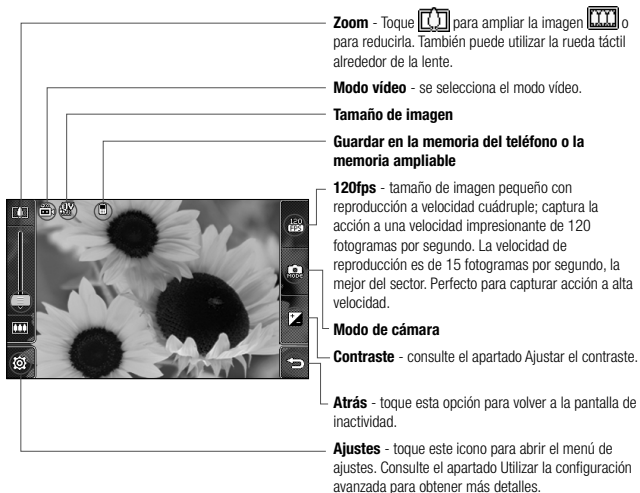 Zoom - Toque para ampliar la imagen o
para reducirla. También puede utilizar la rueda táctil
alrededor de la lente.
Modo vídeo - se selecciona el modo vídeo.
Tamaño de imagen
Guardar en la memoria del teléfono o la
memoria ampliable
120fps - tamaño de imagen pequeño con
reproducción a velocidad cuádruple; captura la
acción a una velocidad impresionante de 120
fotogramas por segundo. La velocidad de
reproducción es de 15 fotogramas por segundo, la
mejor del sector. Perfecto para capturar acción a alta
velocidad.
Modo de cámara
Contraste - consulte el apartado Ajustar el contraste.
Atrás - toque esta opción para volver a la pantalla de
inactividad.
Ajustes - toque este icono para abrir el menú de
ajustes. Consulte el apartado Utilizar la configuración
avanzada para obtener más detalles.
120
FPS
MODE